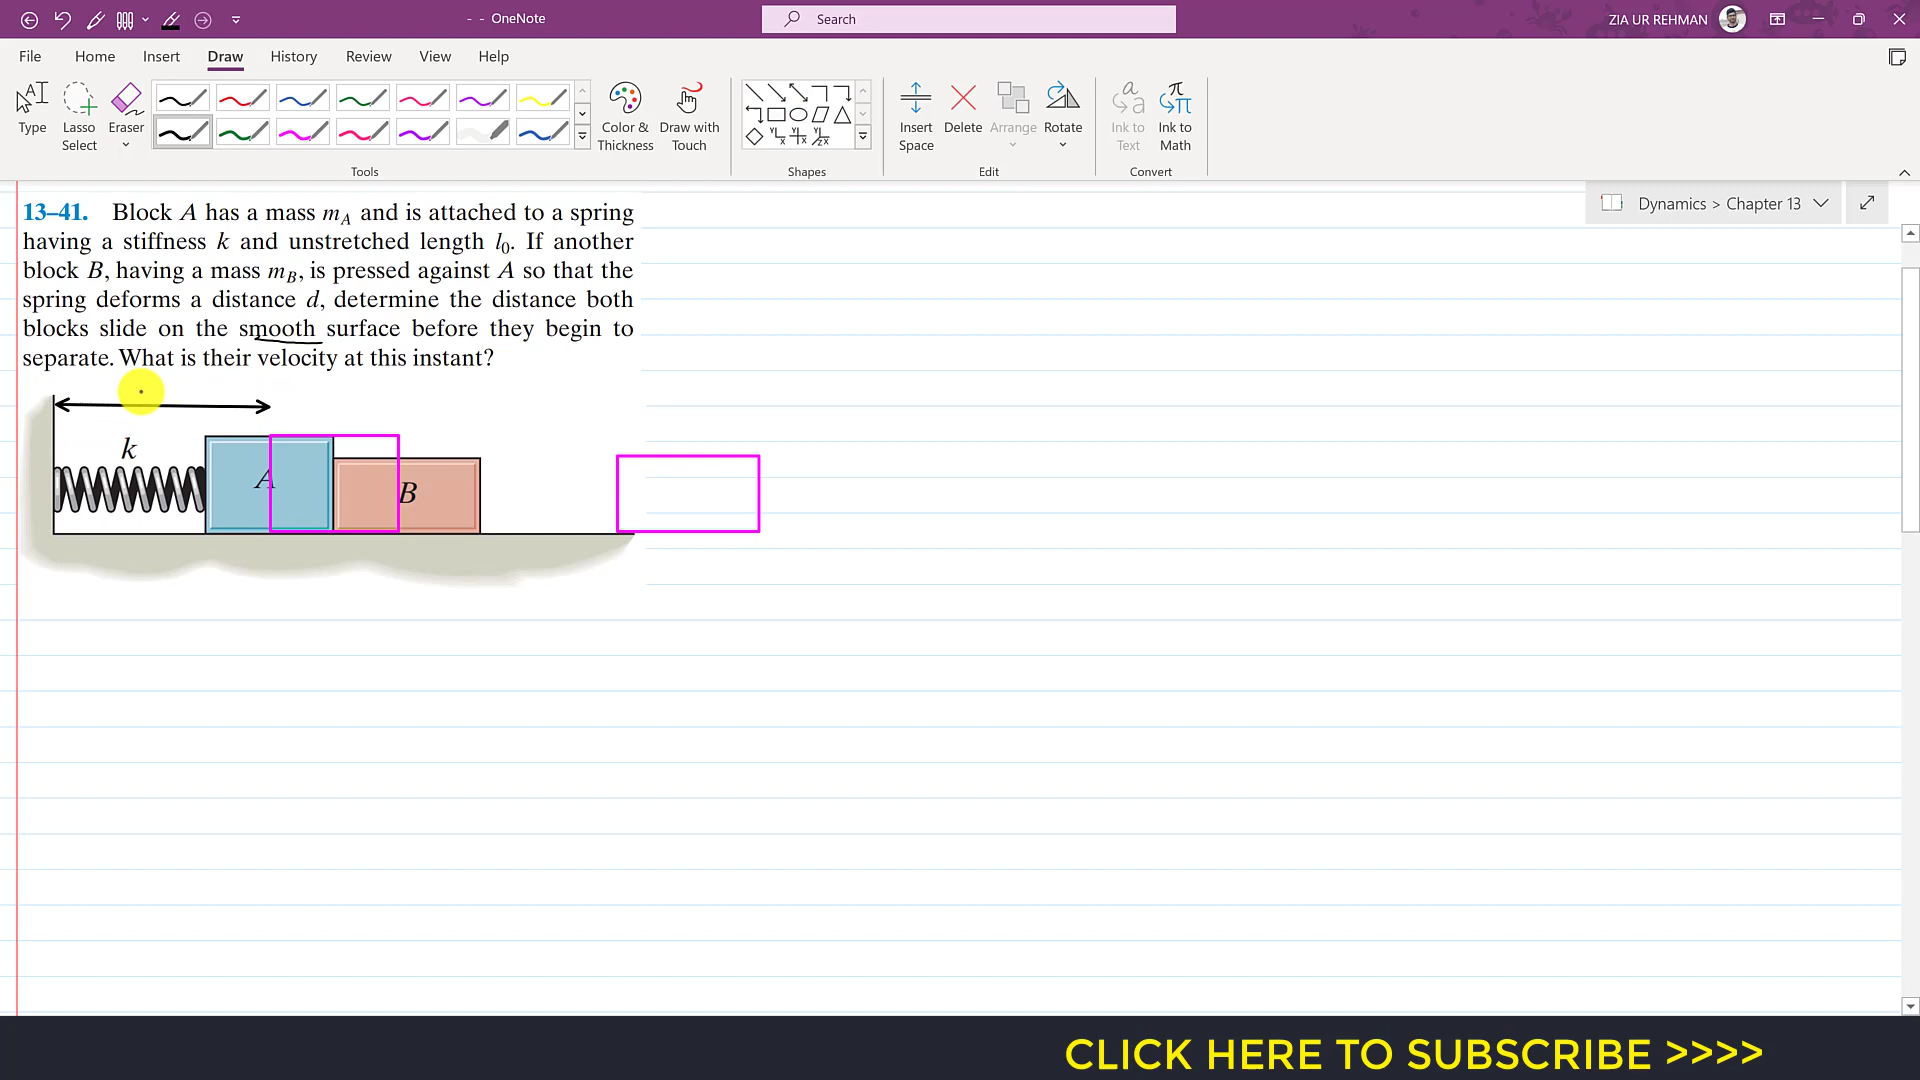 - - OneNote
Search
ZIA UR REHMAN
File Home Insert Draw History Review View Help
Type
Lasso Select
Eraser
Color & Thickness
Draw with Touch
Insert Space
Delete
Arrange
Rotate
Ink to Text
Ink to Math
Tools
Shapes
Edit
Convert
Dynamics > Chapter 13
13–41. Block A has a mass mA and is attached to a spring
having a stiffness k and unstretched length l0. If another
block B, having a mass mB, is pressed against A so that the
spring deforms a distance d, determine the distance both
blocks slide on the smooth surface before they begin to
separate. What is their velocity at this instant?
k
A
B
CLICK HERE TO SUBSCRIBE >>>>